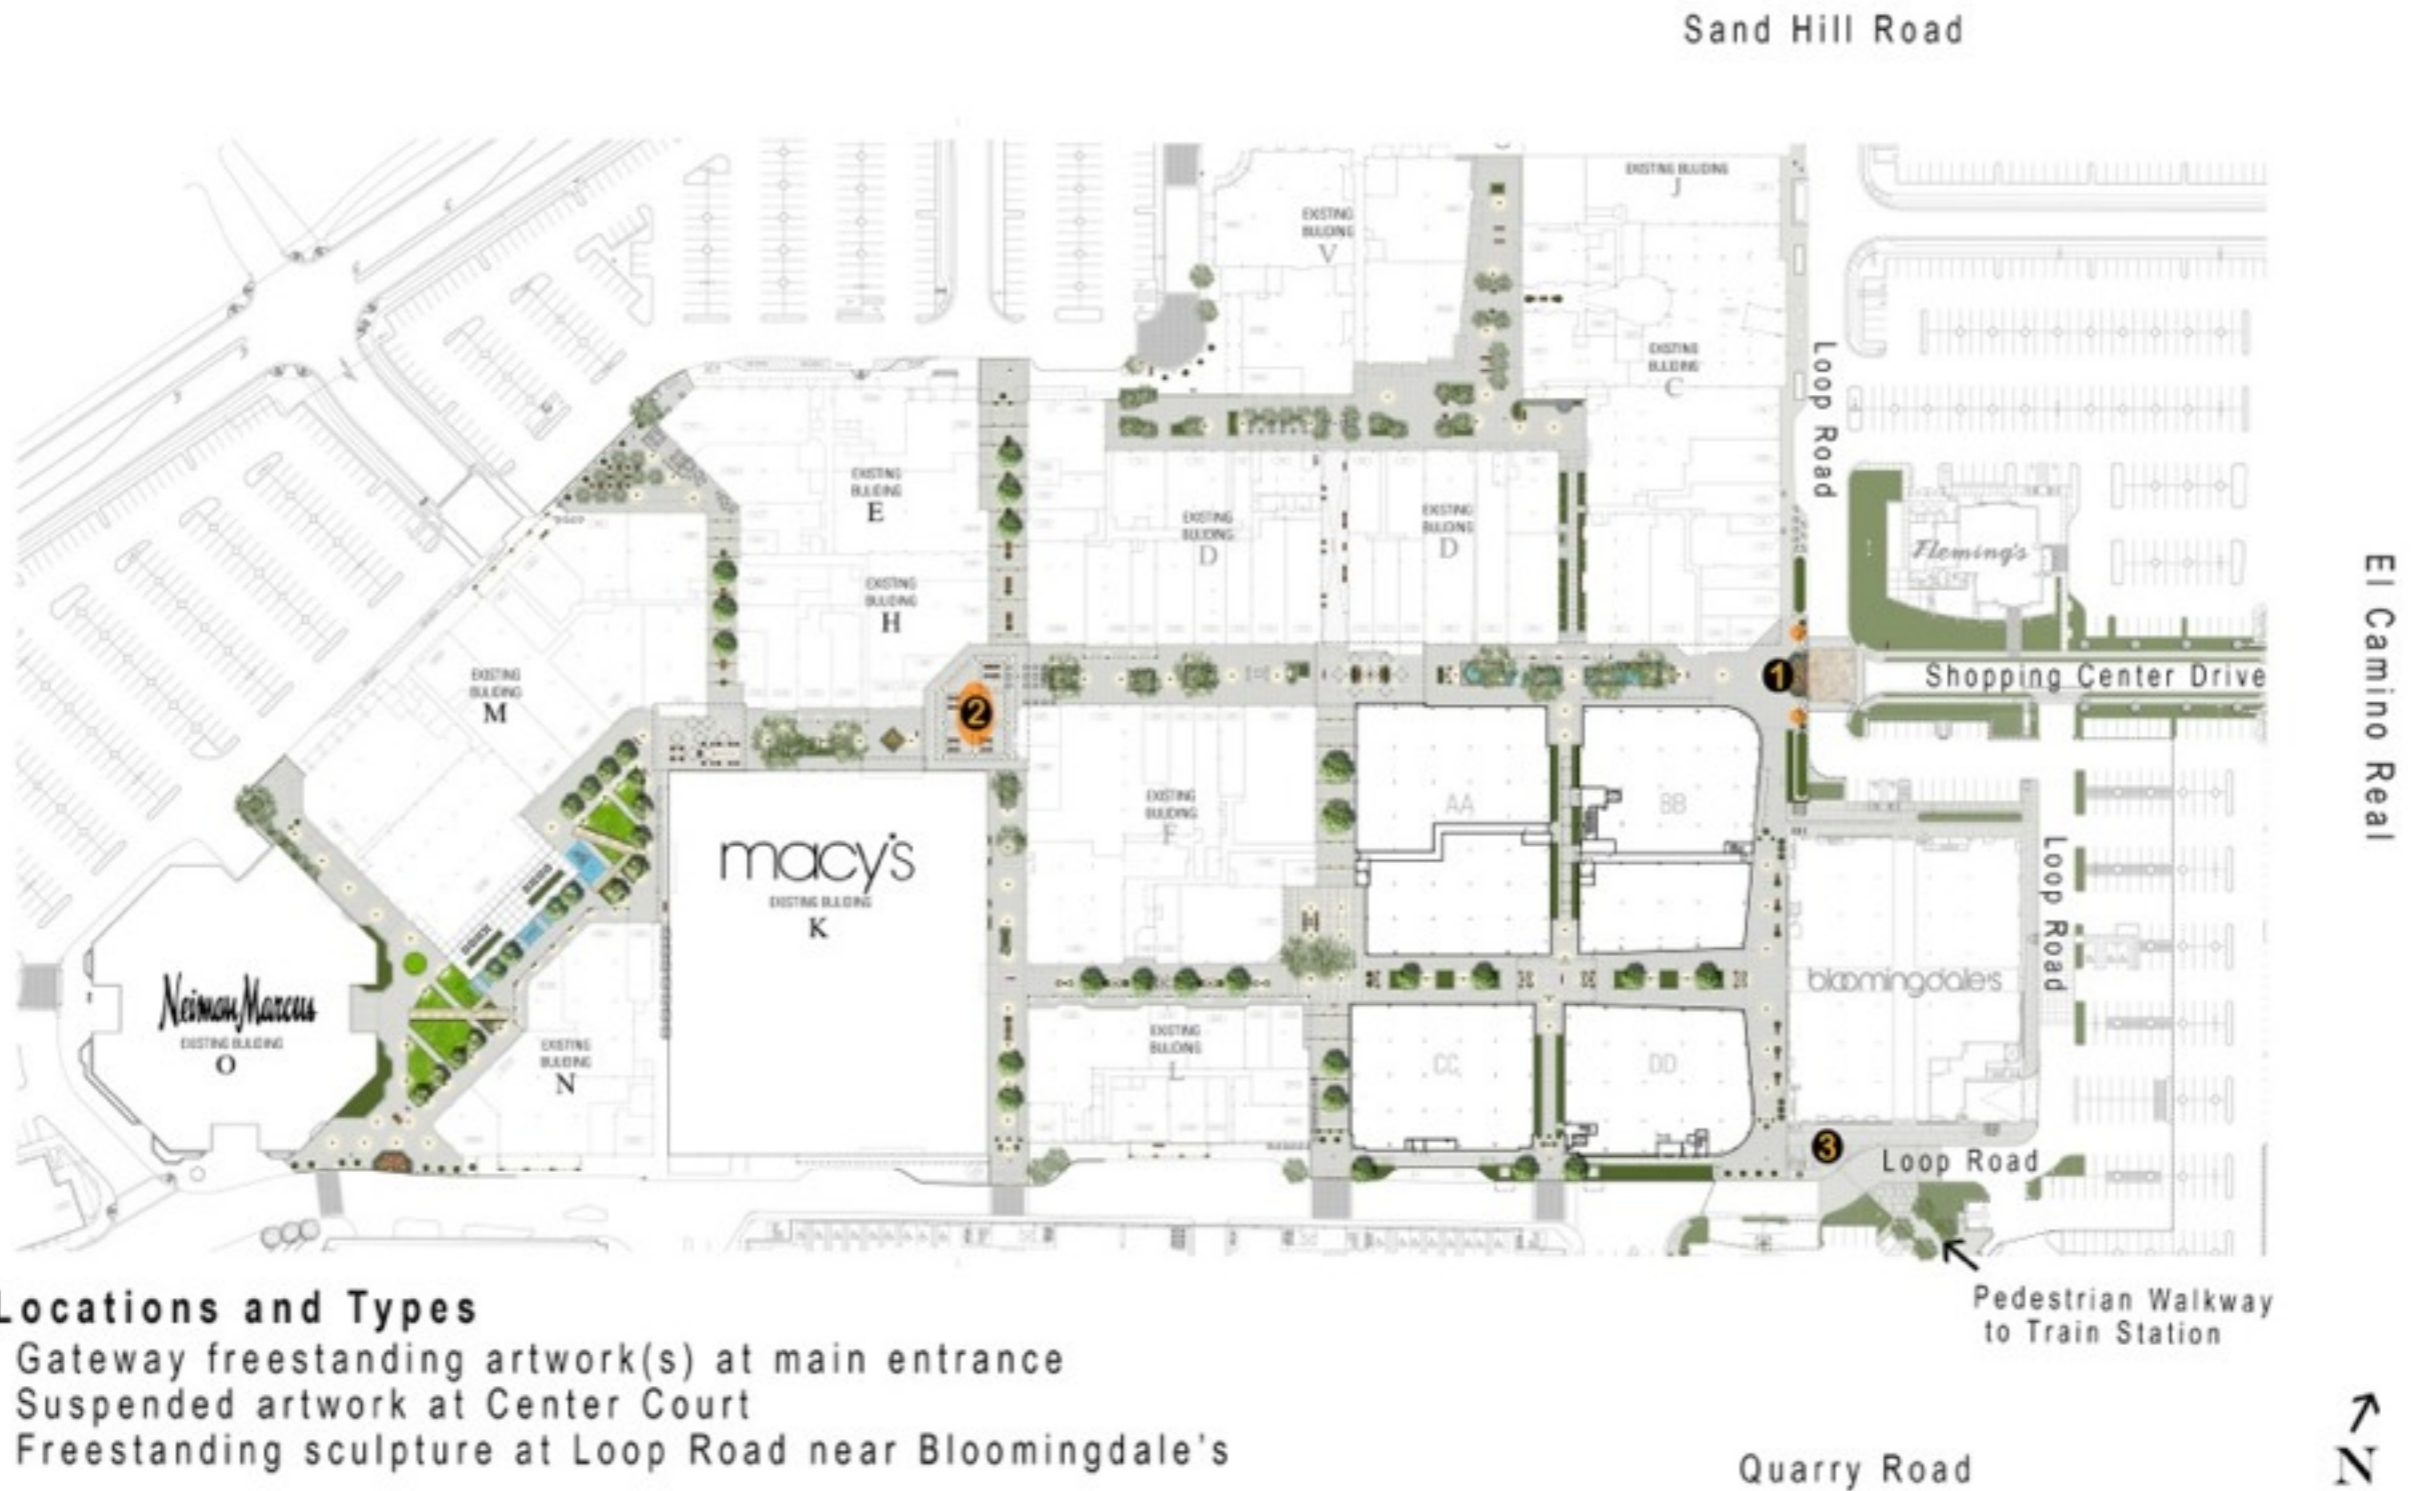 Sand Hill Road
EXISTING BUILDING
J
EXISTING
BUILDING
V
EXISTING
BUILDING
C
Loop Road
EXISTING
BUILDING
E
EXISTING
BUILDING
D
EXISTING
BUILDING
D
Fleming's
EXISTING
BUILDING
H
El Camino Real
EXISTING
BUILDING
M
1
Shopping Center Drive
2
EXISTING
BUILDING
F
AA
BB
macy's
EXISTING BUILDING
K
Loop Road
bloomingdale's
Neiman Marcus
EXISTING BUILDING
O
EXISTING
BUILDING
N
EXISTING
BUILDING
L
CC
DD
3
Loop Road
Pedestrian Walkway
to Train Station
Locations and Types
Gateway freestanding artwork(s) at main entrance
Suspended artwork at Center Court
Freestanding sculpture at Loop Road near Bloomingdale's
Quarry Road
N